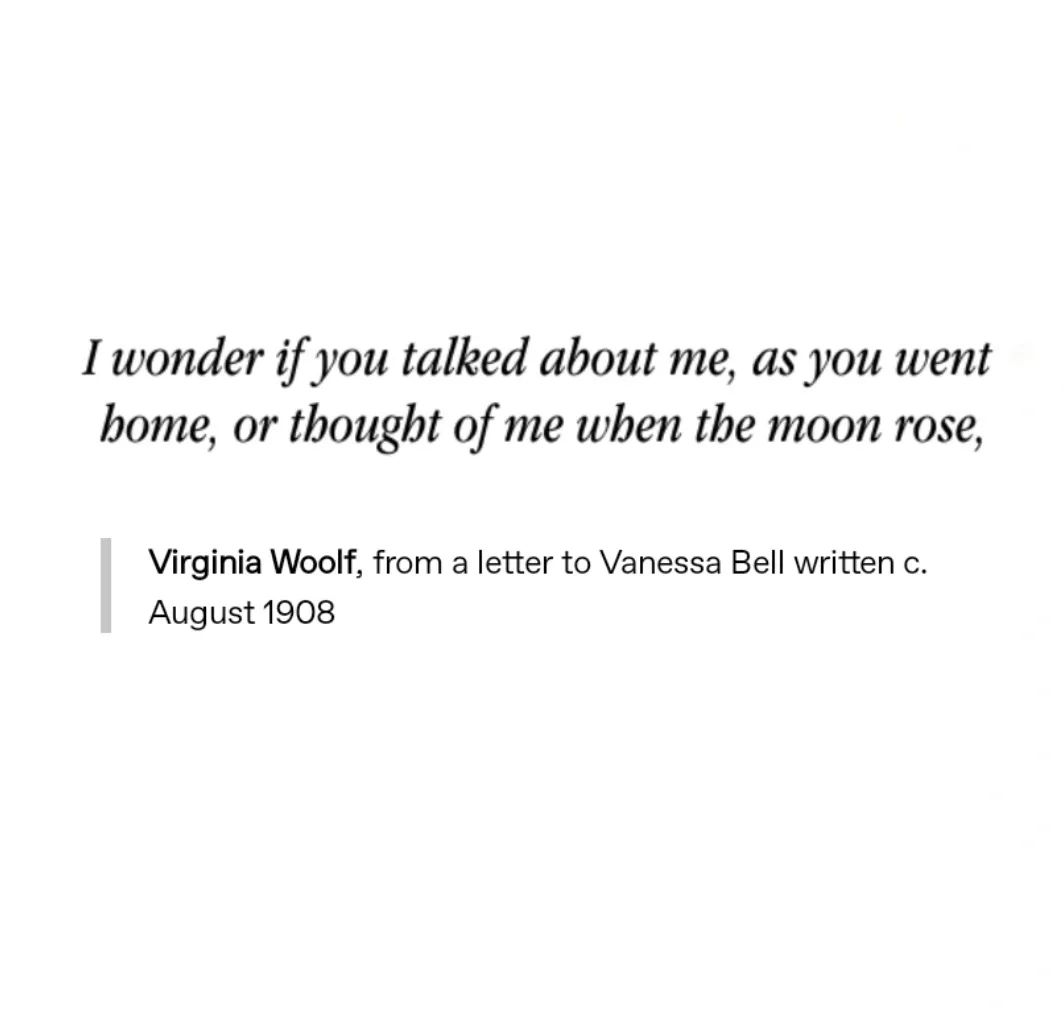 I wonder if you talked about me, as you went
home, or thought of me when the moon rose,
Virginia Woolf, from a letter to Vanessa Bell written c.
August 1908